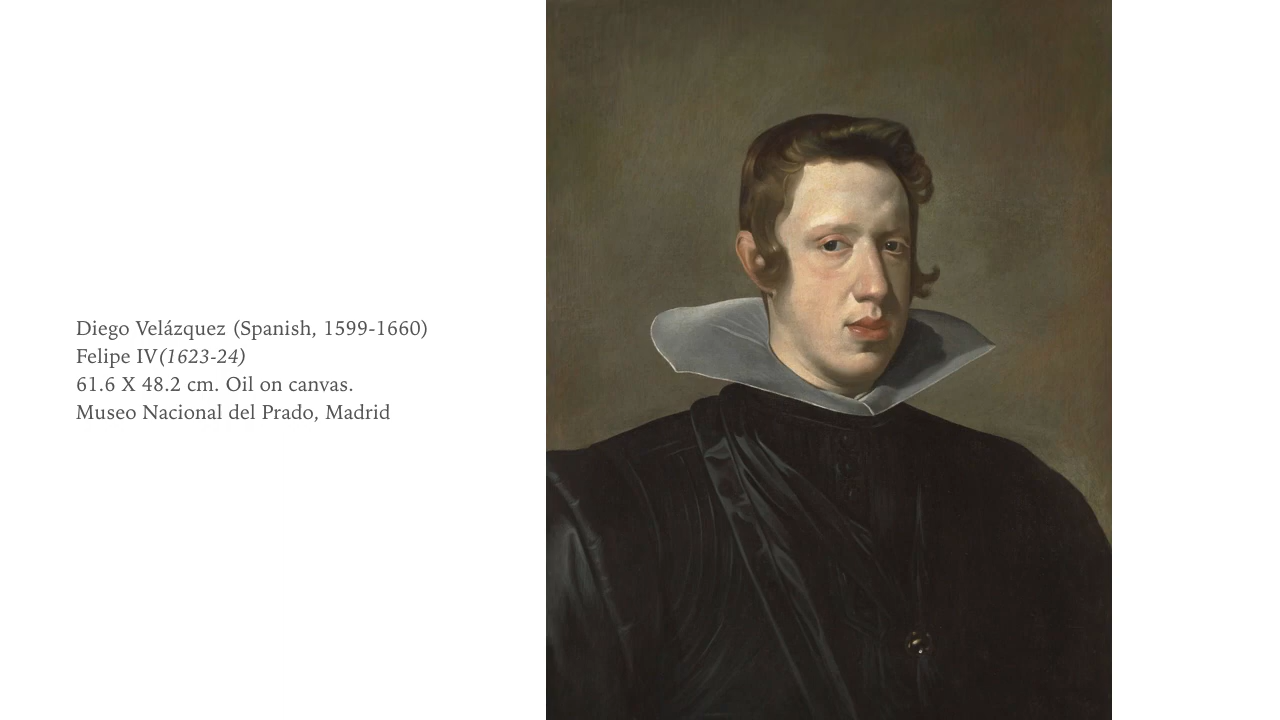 Diego Velázquez (Spanish, 1599-1660)
Felipe IV(1623-24)
61.6 X 48.2 cm. Oil on canvas.
Museo Nacional del Prado, Madrid